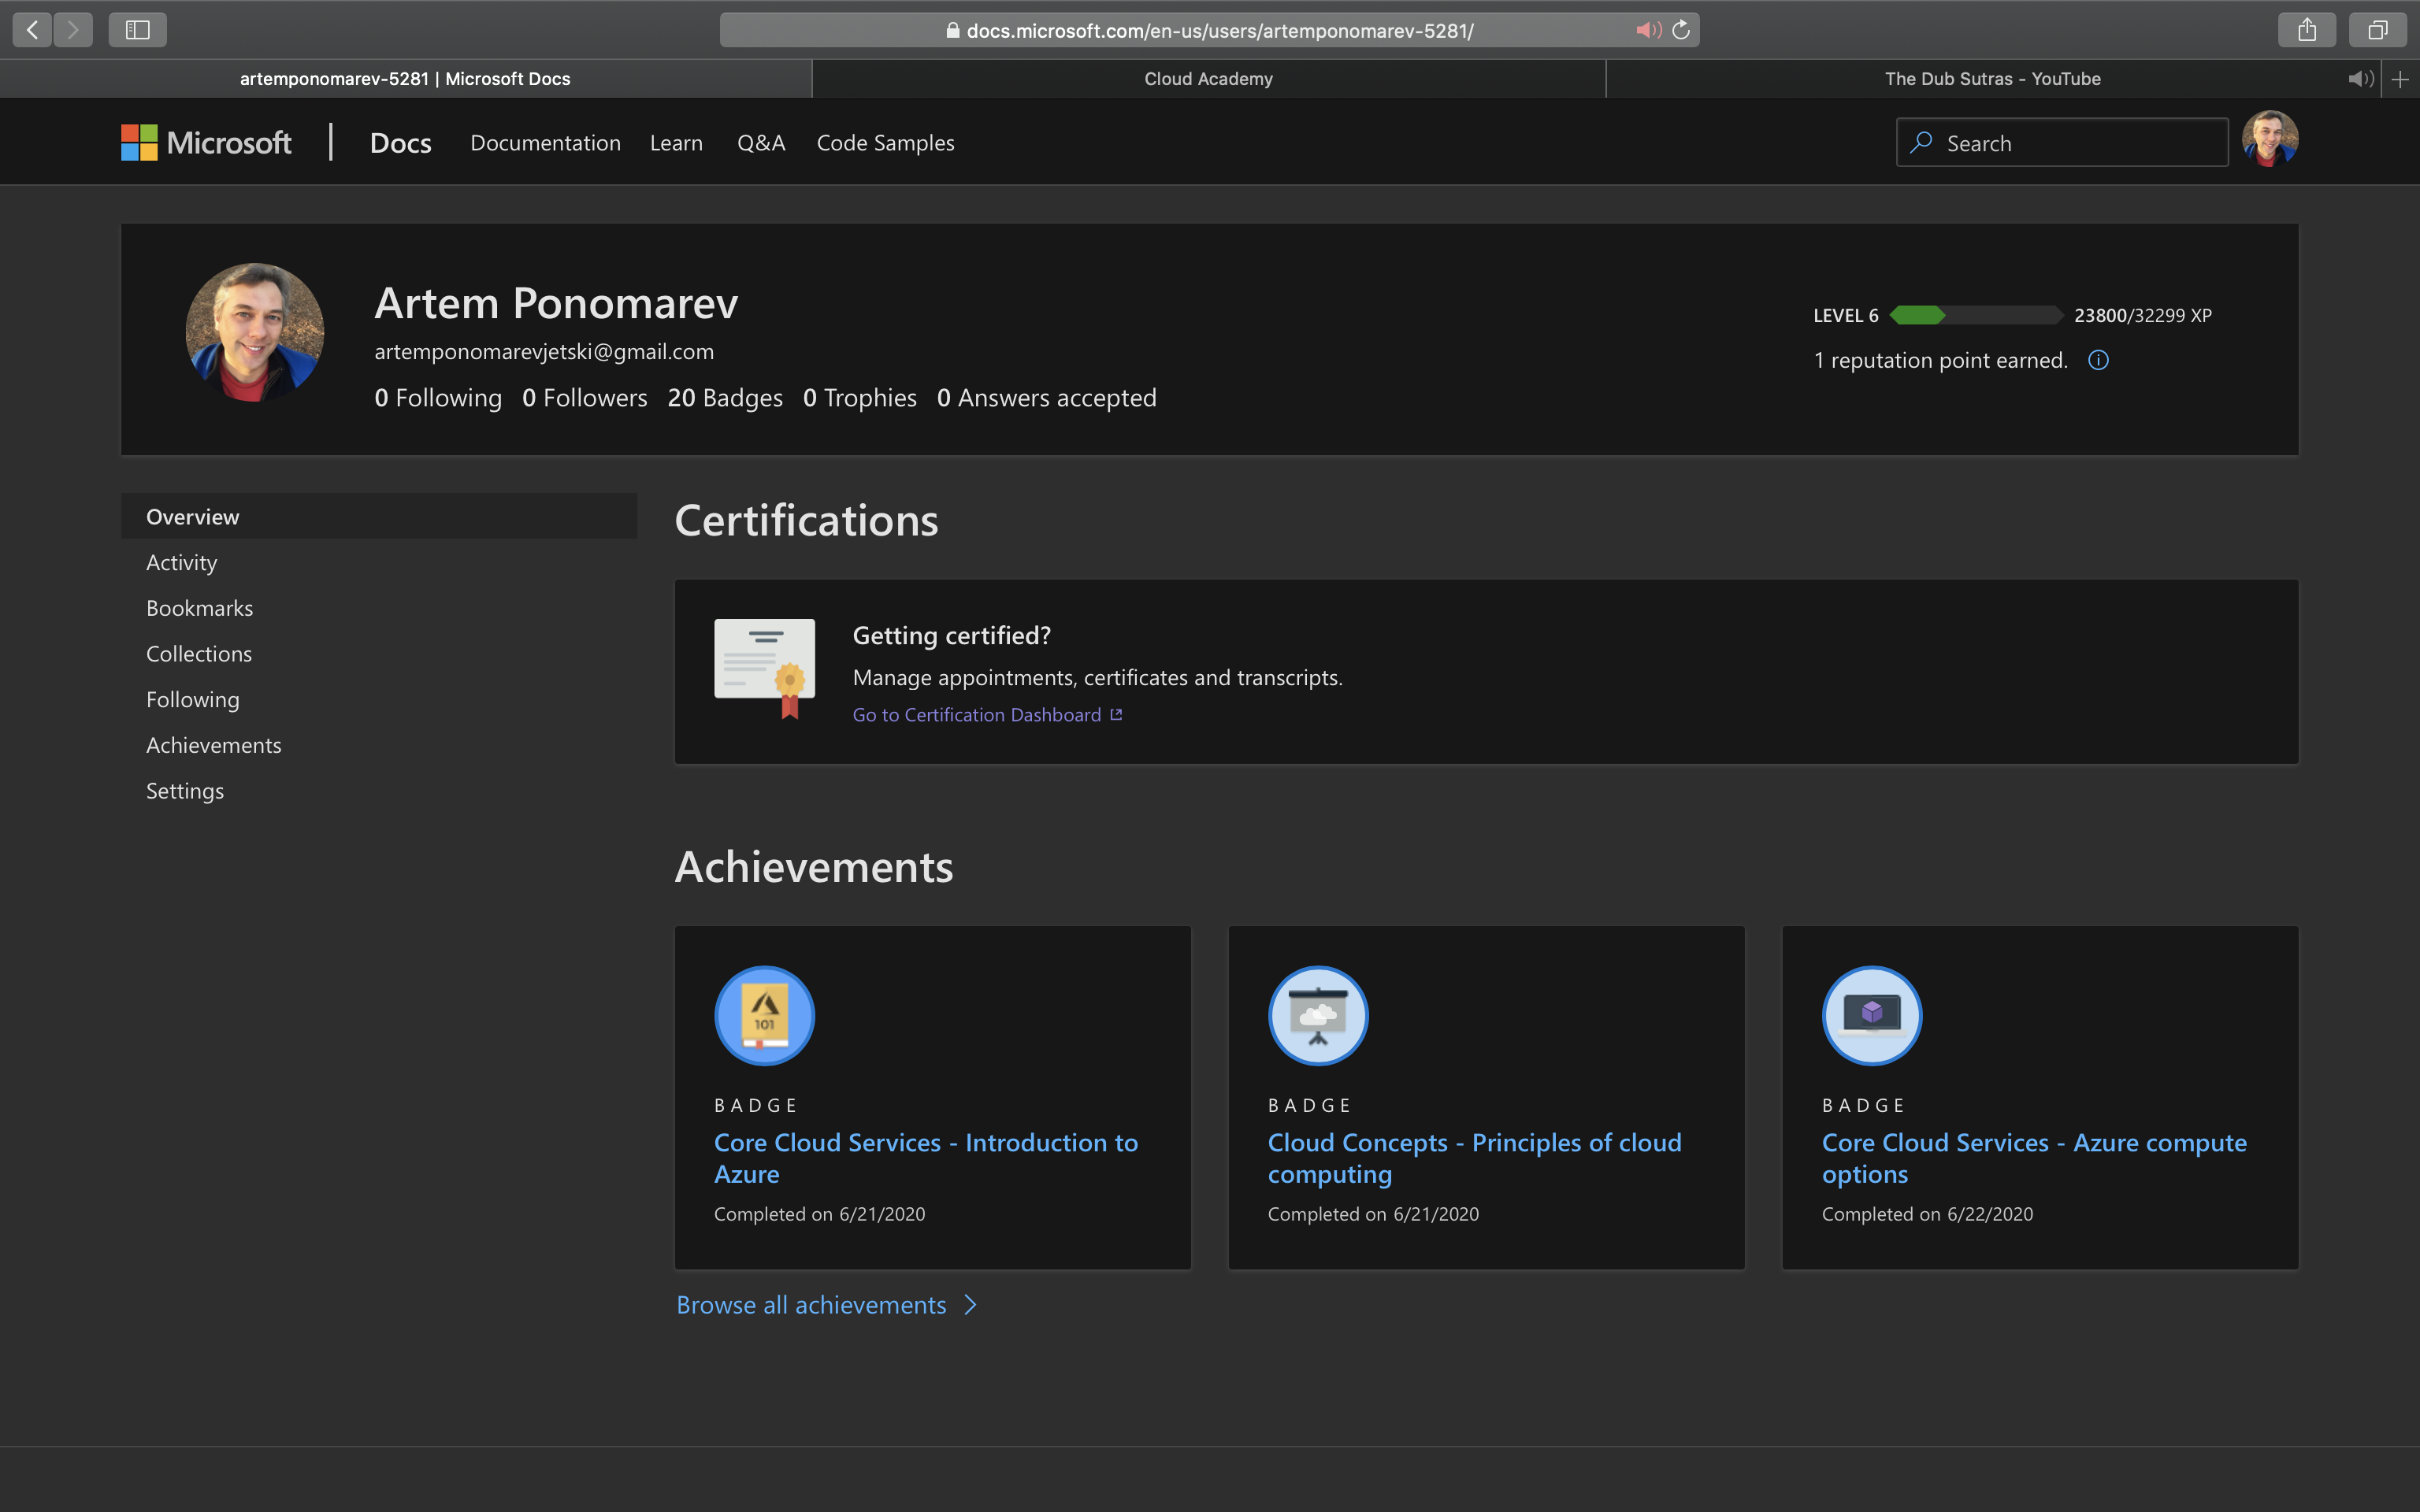 docs.microsoft.com/en-us/users/artemponomarev-5281/
artemponomarev-5281 | Microsoft Docs
Cloud Academy
The Dub Sutras - YouTube
Microsoft
Docs
Documentation
Learn
Q&A
Code Samples
Search
Artem Ponomarev
artemponomarevjetski@gmail.com
0 Following 0 Followers 20 Badges 0 Trophies 0 Answers accepted
LEVEL 6 23800/32299 XP
1 reputation point earned.
Overview
Activity
Bookmarks
Collections
Following
Achievements
Settings
Certifications
Getting certified?
Manage appointments, certificates and transcripts.
Go to Certification Dashboard
Achievements
101
BADGE
Core Cloud Services - Introduction to
Azure
Completed on 6/21/2020
BADGE
Cloud Concepts - Principles of cloud
computing
Completed on 6/21/2020
BADGE
Core Cloud Services - Azure compute
options
Completed on 6/22/2020
Browse all achievements